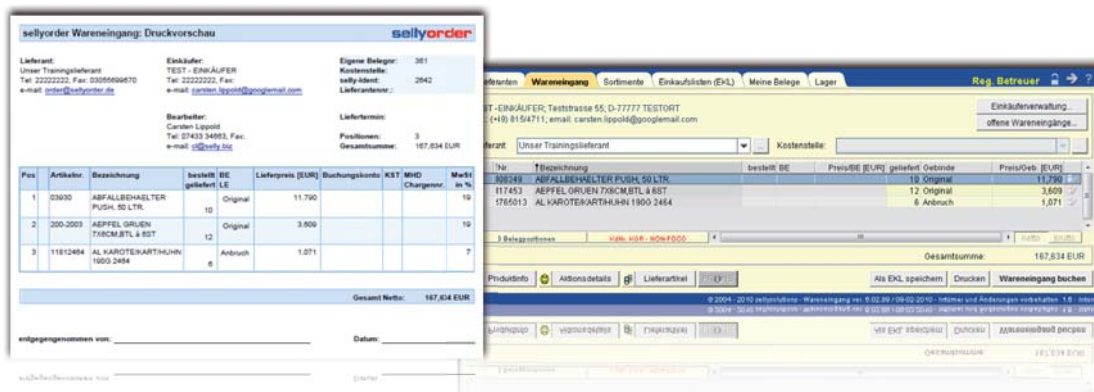 sellyorder Wareneingang: Druckvorschau
sellyorder
Lieferant:
Unser Trainingslieferant
Tel: 22222222, Fax: 03055699670
e-mail: order@sellyorder.de
Einkäufer:
TEST - EINKÄUFER
Tel: 22222222, Fax:
e-mail: carsten.lippold@googlemail.com
Eigene Belegnr: 361
Kostenstelle:
selly-Ident: 2642
Lieferantennr.:
Bearbeiter:
Carsten Lippold
Tel: 07433 34663, Fax:
e-mail: cl@selly.biz
Liefertermin:
Positionen: 3
Gesamtsumme: 167,634 EUR
Pos Artikelnr. Bezeichnung bestellt geliefert BE LE Lieferpreis [EUR] Buchungskonto KST MHD Chargennr. MwSt in %
1 03930 ABFALLBEHAELTER PUSH, 50 LTR. 10 Original 11.790 19
2 200-2003 AEPFEL GRUEN 7X6CM,BTL á 6ST 12 Original 3.609 19
3 11812464 AL KAROTE/KART/HUHN 190G 2464 6 Anbruch 1.071 7
Gesamt Netto: 167,634 EUR
entgegengenommen von: Datum:
Wareneingang Sortimente Einkaufslisten (EKL) Meine Belege Lager Reg. Betreuer ?
ST -EINKÄUFER; Teststrasse 55; D-77777 TESTORT
(+49) 815/4711; email: carsten.lippold@googlemail.com
Einkäuferverwaltung...
offene Wareneingänge...
Unser Trainingslieferant ... Kostenstelle:
Nr. Bezeichnung bestellt BE Preis/BE [EUR] geliefert Gebinde Preis/Geb. [EUR]
ABFALLBEHAELTER PUSH, 50 LTR. 10 Original 11,790
AEPFEL GRUEN 7X6CM,BTL á 6ST 12 Original 3,609
AL KAROTE/KART/HUHN 190G 2464 6 Anbruch 1,071
3 Belegpositionen
Gesamtsumme: 167,634 EUR
Produktinfo Aktionsdetails Lieferartikel Als EKL speichern Drucken Wareneingang buchen